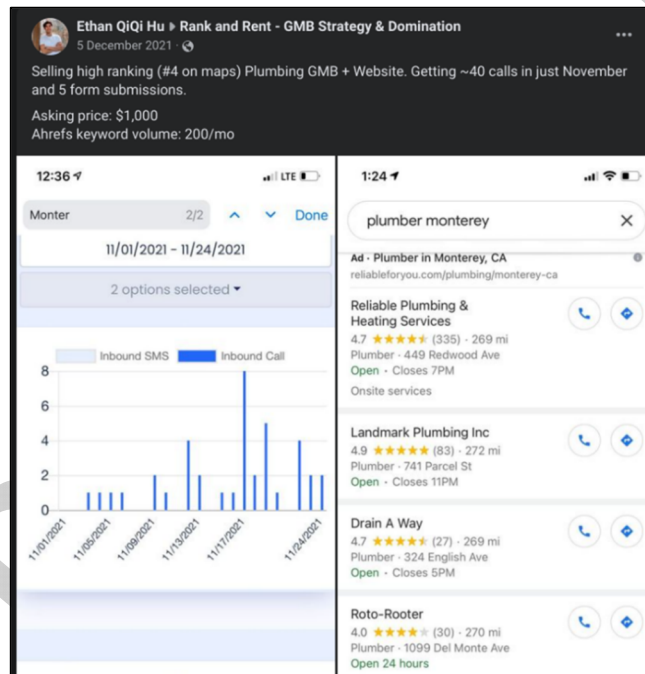 Ethan QiQi Hu ▸ Rank and Rent - GMB Strategy & Domination
5 December 2021 ·
Selling high ranking (#4 on maps) Plumbing GMB + Website. Getting ~40 calls in just November
and 5 form submissions.
Asking price: $1,000
Ahrefs keyword volume: 200/mo
12:36
LTE
Monter
2/2
Done
11/01/2021 - 11/24/2021
2 options selected
Inbound SMS
Inbound Call
8
6
4
2
0
11/01/2021
11/05/2021
11/09/2021
11/13/2021
11/17/2021
11/24/2021
1:24
plumber monterey
Ad · Plumber in Monterey, CA
reliableforyou.com/plumbing/monterey-ca
Reliable Plumbing &
Heating Services
4.7 ★★★★★ (335) · 269 mi
Plumber · 449 Redwood Ave
Open · Closes 7PM
Onsite services
Landmark Plumbing Inc
4.9 ★★★★★ (83) · 272 mi
Plumber · 741 Parcel St
Open · Closes 11PM
Drain A Way
4.7 ★★★★★ (27) · 269 mi
Plumber · 324 English Ave
Open · Closes 5PM
Roto-Rooter
4.0 ★★★★★ (30) · 270 mi
Plumber · 1099 Del Monte Ave
Open 24 hours